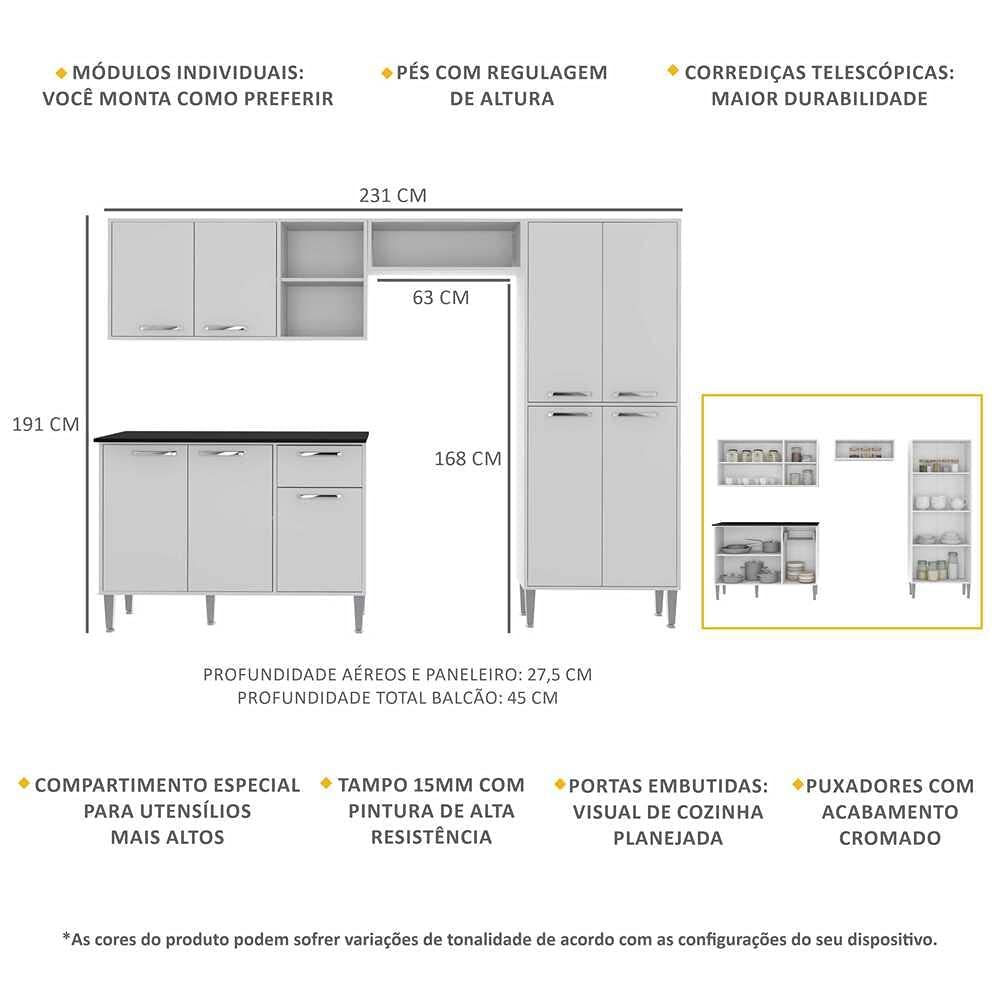 MÓDULOS INDIVIDUAIS:
VOCÊ MONTA COMO PREFERIR
PÉS COM REGULAGEM
DE ALTURA
CORREDIÇAS TELESCÓPICAS:
MAIOR DURABILIDADE
231 CM
63 CM
191 CM
168 CM
PROFUNDIDADE AÉREOS E PANELEIRO: 27,5 CM
PROFUNDIDADE TOTAL BALCÃO: 45 CM
COMPARTIMENTO ESPECIAL
PARA UTENSÍLIOS
MAIS ALTOS
TAMPO 15MM COM
PINTURA DE ALTA
RESISTÊNCIA
PORTAS EMBUTIDAS:
VISUAL DE COZINHA
PLANEJADA
PUXADORES COM
ACABAMENTO
CROMADO
*As cores do produto podem sofrer variações de tonalidade de acordo com as configurações do seu dispositivo.